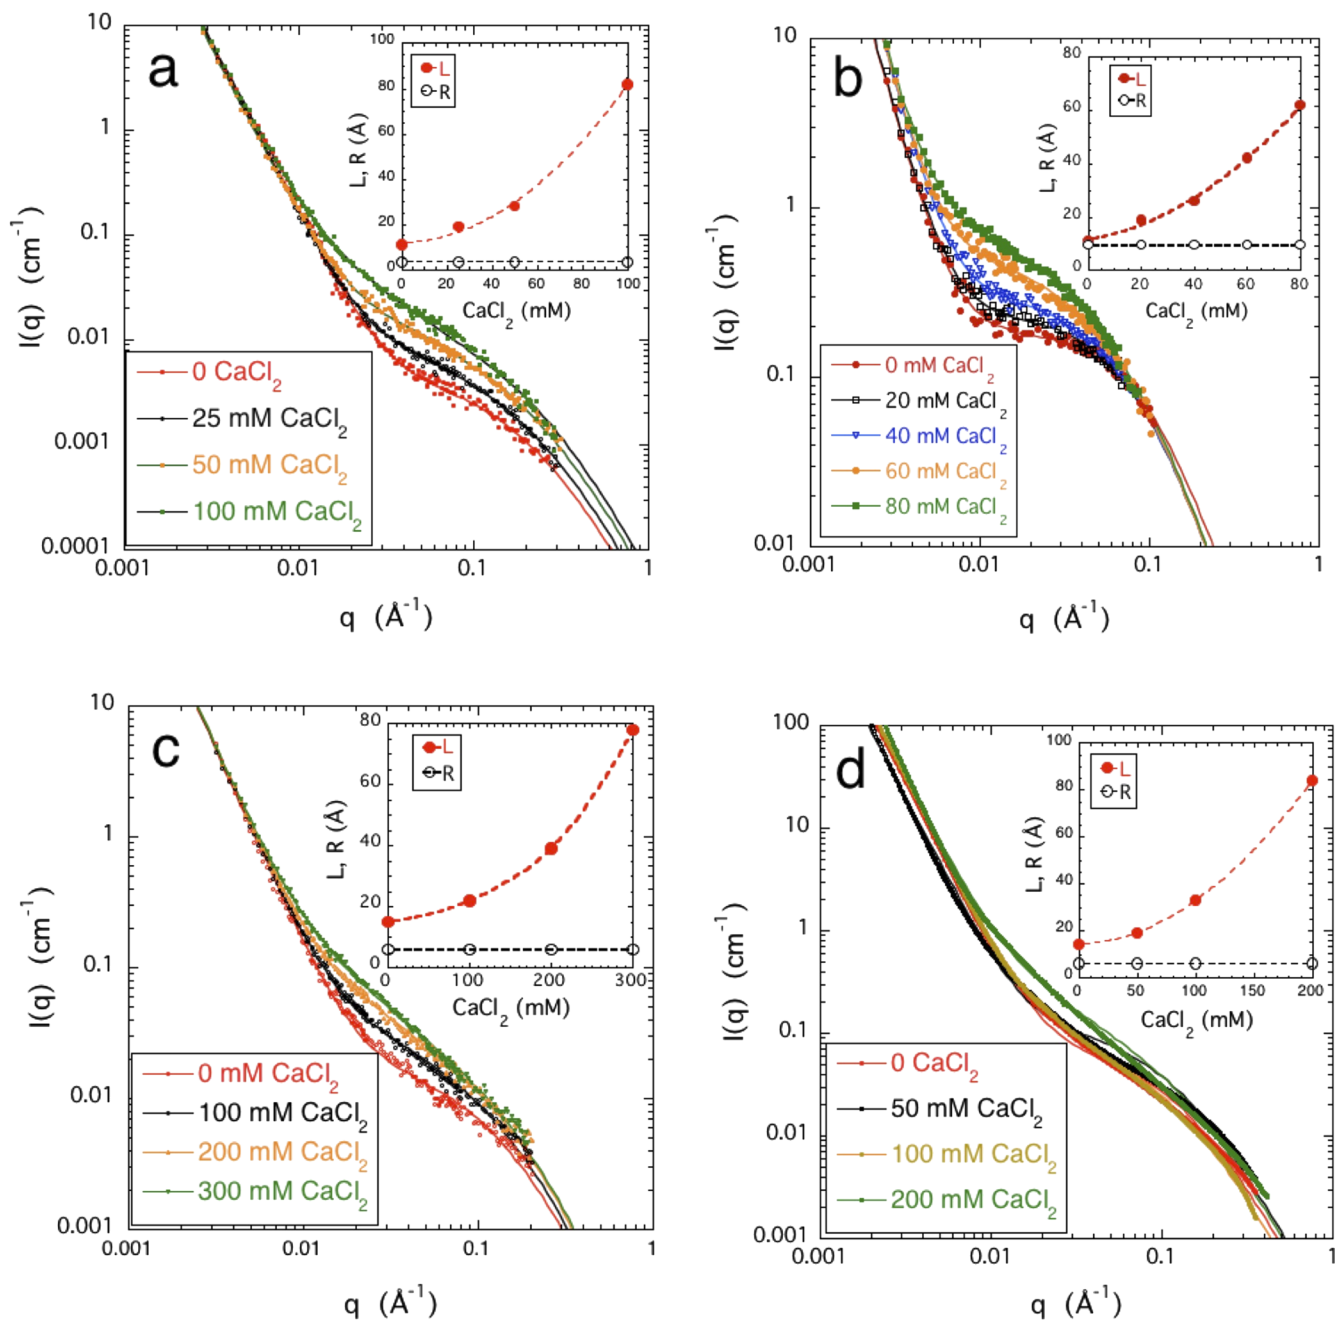 a
10
1
0.1
0.01
0.001
0.0001
0.001
0.01
0.1
1
I(q) (cm⁻¹)
q (Å⁻¹)
0 CaCl₂
25 mM CaCl₂
50 mM CaCl₂
100 mM CaCl₂
L
R
L, R (Å)
100
80
60
40
20
0
0
25
50
75
100
CaCl₂ (mM)
b
10
1
0.1
0.01
0.001
0.01
0.1
1
I(q) (cm⁻¹)
q (Å⁻¹)
0 mM CaCl₂
20 mM CaCl₂
40 mM CaCl₂
60 mM CaCl₂
80 mM CaCl₂
L
R
L, R (Å)
80
60
40
20
0
0
20
40
60
80
CaCl₂ (mM)
c
10
1
0.1
0.01
0.001
0.001
0.01
0.1
1
I(q) (cm⁻¹)
q (Å⁻¹)
0 mM CaCl₂
100 mM CaCl₂
200 mM CaCl₂
300 mM CaCl₂
L
R
L, R (Å)
80
60
40
20
0
0
100
200
300
CaCl₂ (mM)
d
100
10
1
0.1
0.01
0.001
0.001
0.01
0.1
1
I(q) (cm⁻¹)
q (Å⁻¹)
0 CaCl₂
50 mM CaCl₂
100 mM CaCl₂
200 mM CaCl₂
L
R
L, R (Å)
100
80
60
40
20
0
0
50
100
150
200
CaCl₂ (mM)